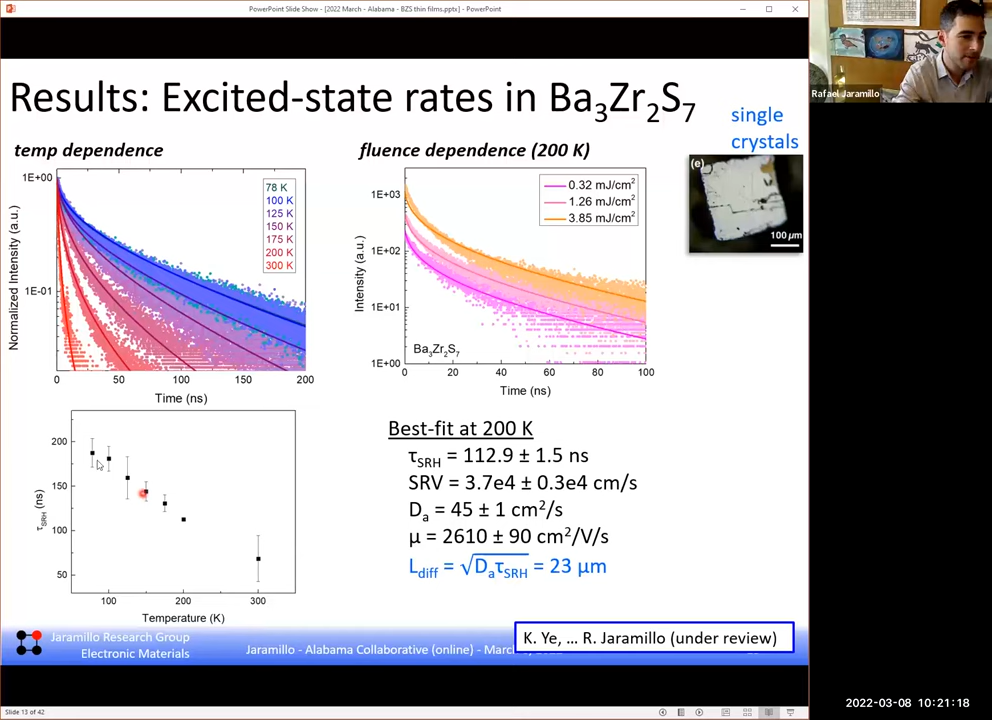 PowerPoint Slide Show - [2022 March - Alabama - BZS thin films.pptx] - PowerPoint
Results: Excited-state rates in Ba3Zr2S7
single
crystals
temp dependence
fluence dependence (200 K)
1E+00
1E-01
Normalized Intensity (a.u.)
78 K
100 K
125 K
150 K
175 K
200 K
300 K
0 50 100 150 200
Time (ns)
1E+03
1E+02
1E+01
1E+00
Intensity (a.u.)
0.32 mJ/cm²
1.26 mJ/cm²
3.85 mJ/cm²
Ba3Zr2S7
0 20 40 60 80 100
Time (ns)
(e)
100 μm
Rafael Jaramillo
200
150
100
50
τSRH (ns)
100 200 300
Temperature (K)
Best-fit at 200 K
τSRH = 112.9 ± 1.5 ns
SRV = 3.7e4 ± 0.3e4 cm/s
Da = 45 ± 1 cm²/s
μ = 2610 ± 90 cm²/V/s
Ldiff = √DaτSRH = 23 μm
K. Ye, … R. Jaramillo (under review)
Jaramillo Research Group
Electronic Materials
Jaramillo - Alabama Collaborative (online) - March
Slide 13 of 42
2022-03-08 10:21:18